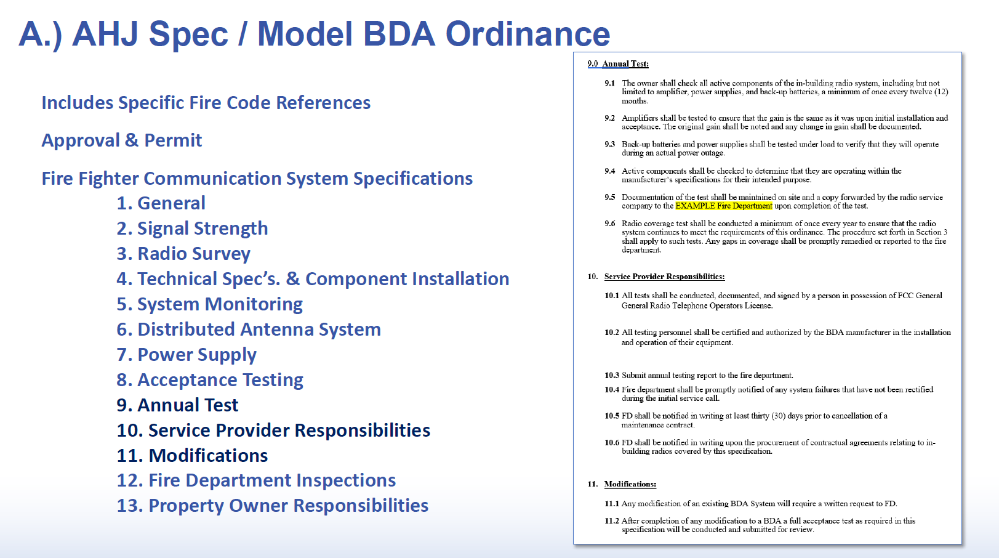 A.) AHJ Spec / Model BDA Ordinance
Includes Specific Fire Code References
Approval & Permit
Fire Fighter Communication System Specifications
1. General
2. Signal Strength
3. Radio Survey
4. Technical Spec’s. & Component Installation
5. System Monitoring
6. Distributed Antenna System
7. Power Supply
8. Acceptance Testing
9. Annual Test
10. Service Provider Responsibilities
11. Modifications
12. Fire Department Inspections
13. Property Owner Responsibilities
9.0 Annual Test:
9.1 The owner shall check all active components of the in-building radio system, including but not
limited to amplifier, power supplies, and back-up batteries, a minimum of once every twelve (12)
months.
9.2 Amplifiers shall be tested to ensure that the gain is the same as it was upon initial installation and
acceptance. The original gain shall be noted and any change in gain shall be documented.
9.3 Back-up batteries and power supplies shall be tested under load to verify that they will operate
during an actual power outage.
9.4 Active components shall be checked to determine that they are operating within the
manufacturer’s specifications for their intended purpose.
9.5 Documentation of the test shall be maintained on site and a copy forwarded by the radio service
company to the EXAMPLE Fire Department upon completion of the test.
9.6 Radio coverage test shall be conducted a minimum of once every year to ensure that the radio
system continues to meet the requirements of this ordinance. The procedure set forth in Section 3
shall apply to such tests. Any gaps in coverage shall be promptly remedied or reported to the fire
department.
10. Service Provider Responsibilities:
10.1 All tests shall be conducted, documented, and signed by a person in possession of FCC General
General Radio Telephone Operators License.
10.2 All testing personnel shall be certified and authorized by the BDA manufacturer in the installation
and operation of their equipment.
10.3 Submit annual testing report to the fire department.
10.4 Fire department shall be promptly notified of any system failures that have not been rectified
during the initial service call.
10.5 FD shall be notified in writing at least thirty (30) days prior to cancellation of a
maintenance contract.
10.6 FD shall be notified in writing upon the procurement of contractual agreements relating to in-
building radios covered by this specification.
11. Modifications:
11.1 Any modification of an existing BDA System will require a written request to FD.
11.2 After completion of any modification to a BDA a full acceptance test as required in this
specification will be conducted and submitted for review.